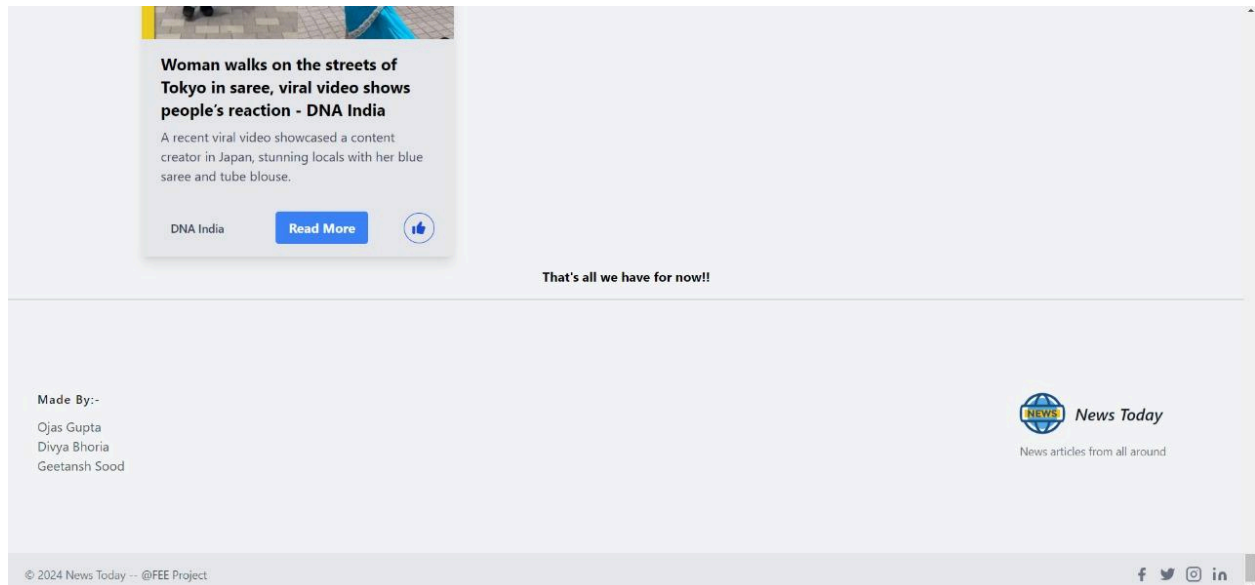 Woman walks on the streets of
Tokyo in saree, viral video shows
people's reaction - DNA India
A recent viral video showcased a content
creator in Japan, stunning locals with her blue
saree and tube blouse.
DNA India
Read More
That's all we have for now!!
Made By:-
Ojas Gupta
Divya Bhoria
Geetansh Sood
NEWS
News Today
News articles from all around
© 2024 News Today -- @FEE Project